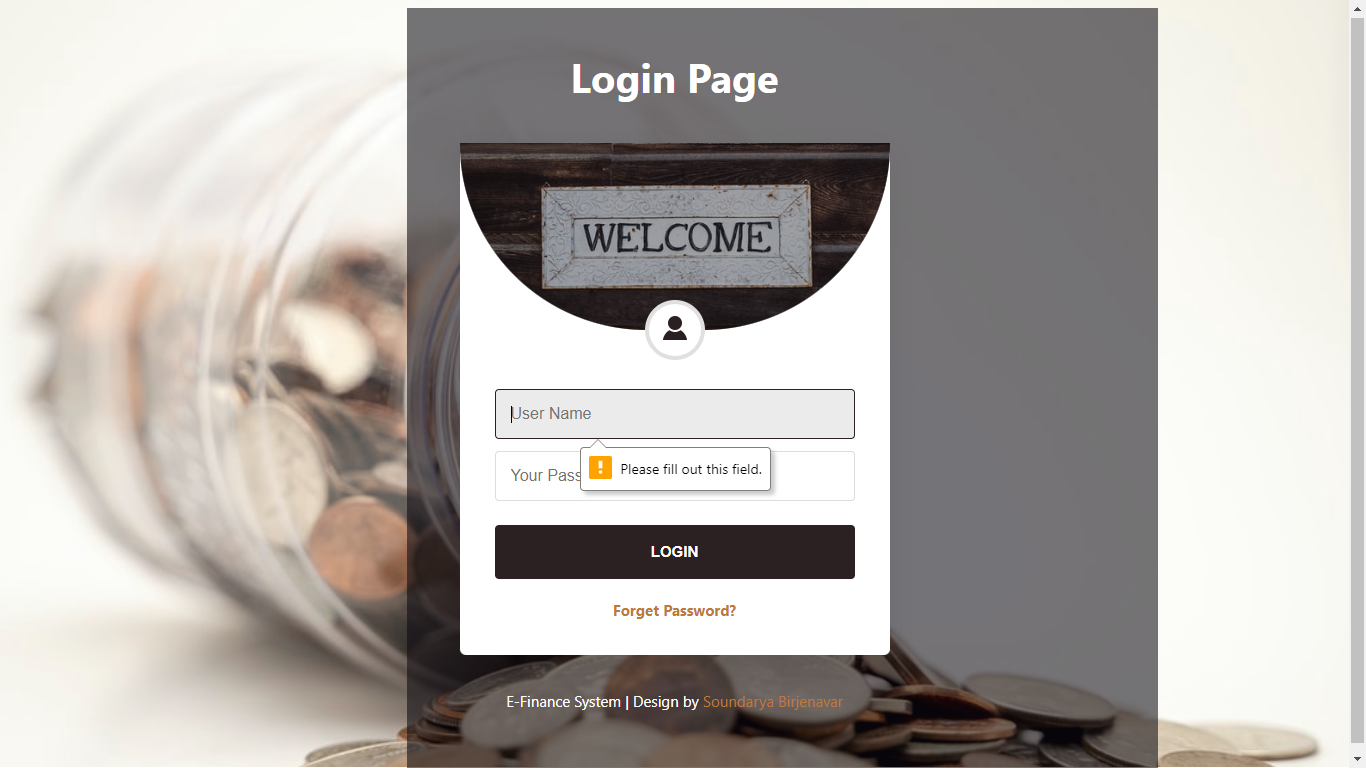 Login Page
WELCOME
User Name
Please fill out this field.
Your Pass
LOGIN
Forget Password?
E-Finance System | Design by Soundarya Birjenavar